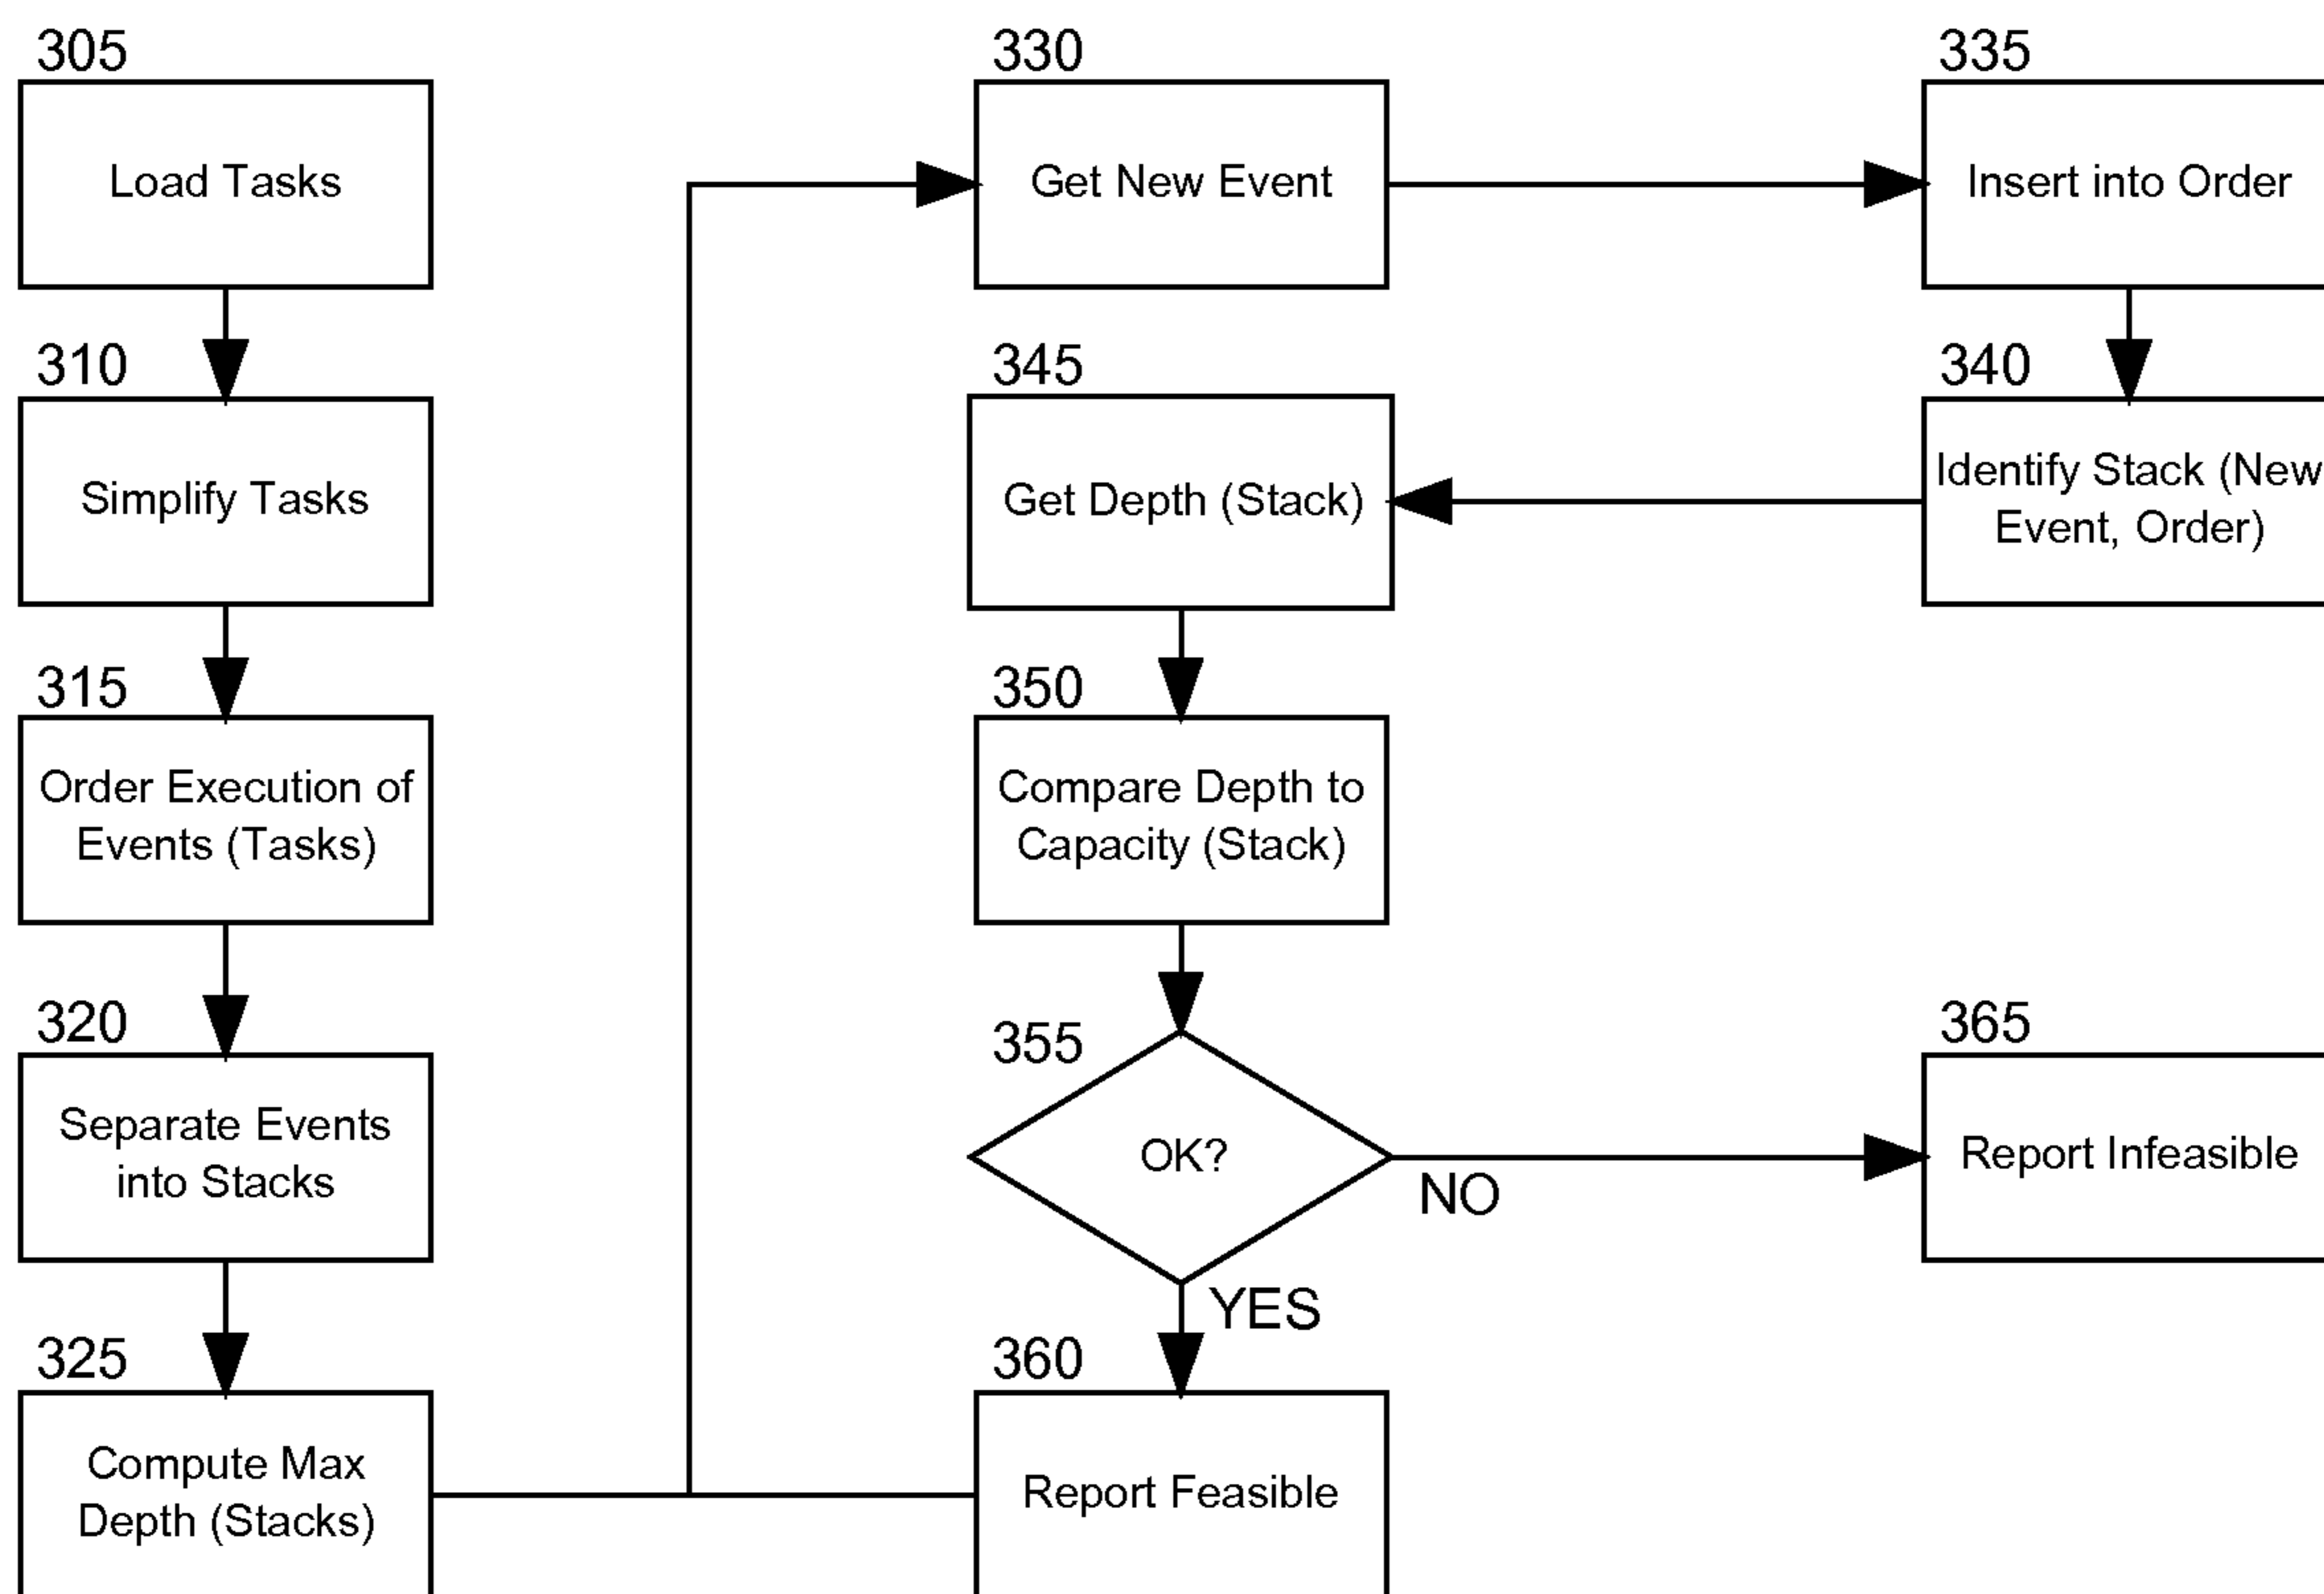 305
Load Tasks
310
Simplify Tasks
315
Order Execution of
Events (Tasks)
320
Separate Events
into Stacks
325
Compute Max
Depth (Stacks)
330
Get New Event
335
Insert into Order
340
Identify Stack (New
Event, Order)
345
Get Depth (Stack)
350
Compare Depth to
Capacity (Stack)
355
OK?
NO
YES
360
Report Feasible
365
Report Infeasible